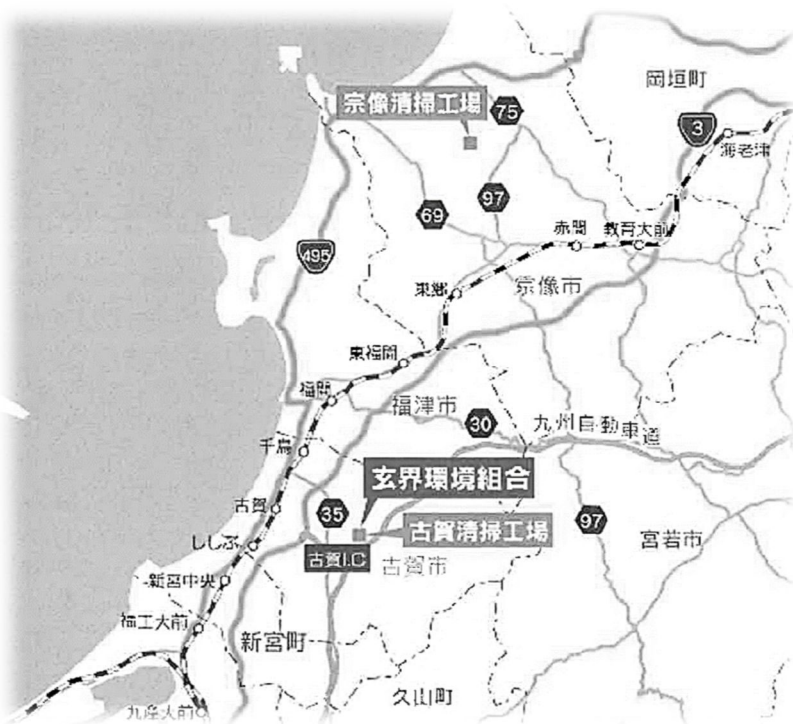 岡垣町
宗像清掃工場
75
3
海老津
97
69
赤間
教育大前
495
東郷
宗像市
東福間
福間
福津市
30
九州自動車道
千鳥
玄界環境組合
古賀
35
古賀清掃工場
97
宮若市
ししぶ
古賀I.C
古賀市
新宮中央
福工大前
新宮町
久山町
九産大前